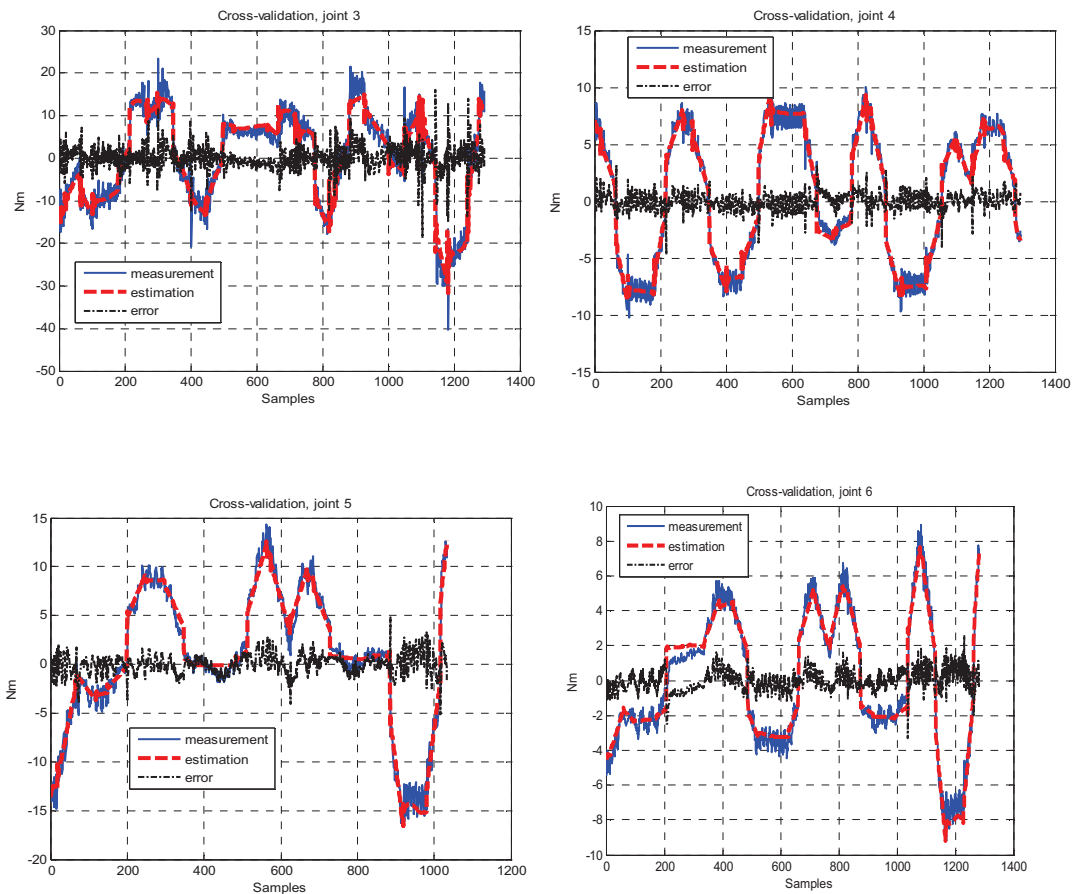 Cross-validation, joint 3
30
20
10
0
-10
-20
-30
-40
-50
Nm
measurement
estimation
error
0 200 400 600 800 1000 1200 1400
Samples
Cross-validation, joint 4
15
10
5
0
-5
-10
-15
Nm
measurement
estimation
error
0 200 400 600 800 1000 1200 1400
Samples
Cross-validation, joint 5
15
10
5
0
-5
-10
-15
-20
Nm
measurement
estimation
error
0 200 400 600 800 1000 1200
Samples
Cross-validation, joint 6
10
8
6
4
2
0
-2
-4
-6
-8
-10
Nm
measurement
estimation
error
0 200 400 600 800 1000 1200 1400
Samples